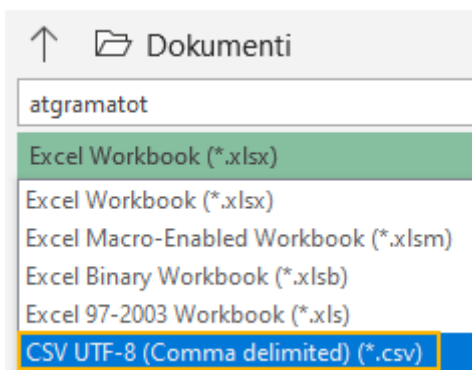 Dokumenti
atgramatot
Excel Workbook (*.xlsx)
Excel Workbook (*.xlsx)
Excel Macro-Enabled Workbook (*.xlsm)
Excel Binary Workbook (*.xlsb)
Excel 97-2003 Workbook (*.xls)
CSV UTF-8 (Comma delimited) (*.csv)